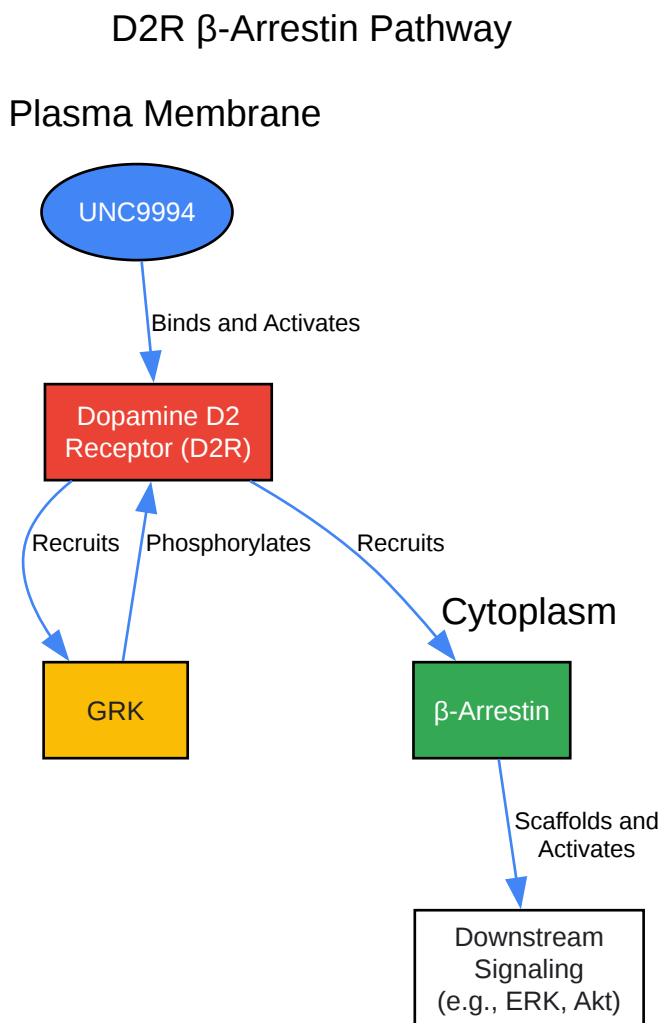 D2R β-Arrestin Pathway
Plasma Membrane
UNC9994
Binds and Activates
Dopamine D2
Receptor (D2R)
Recruits
Phosphorylates
Recruits
Cytoplasm
GRK
β-Arrestin
Scaffolds and
Activates
Downstream
Signaling
(e.g., ERK, Akt)